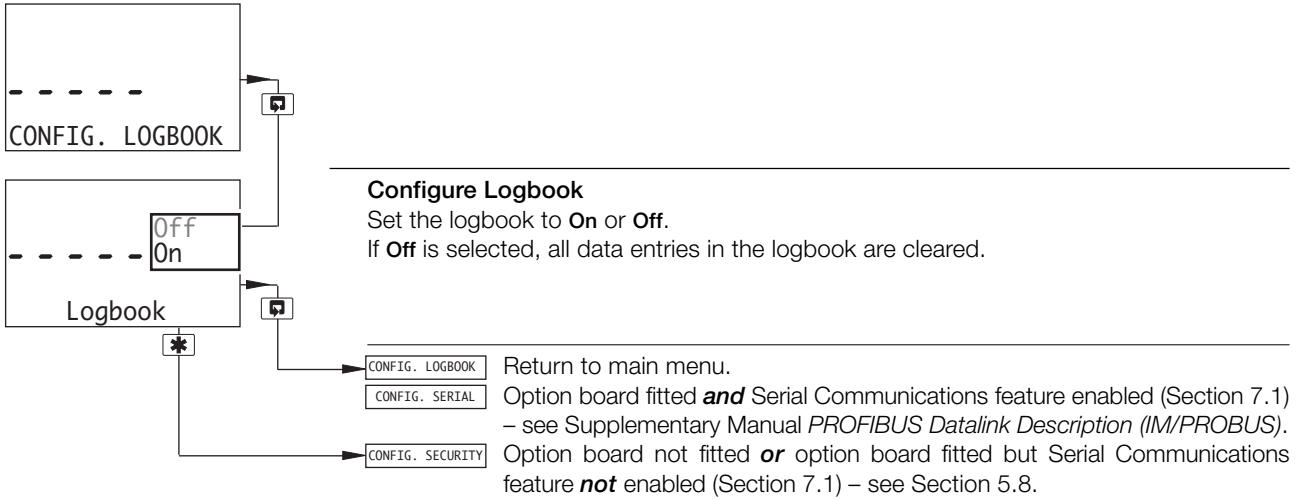 CONFIG. LOGBOOK
Configure Logbook
Set the logbook to On or Off.
If Off is selected, all data entries in the logbook are cleared.
Off
On
Logbook
CONFIG. LOGBOOK Return to main menu.
CONFIG. SERIAL Option board fitted and Serial Communications feature enabled (Section 7.1)
– see Supplementary Manual PROFIBUS Datalink Description (IM/PROBUS).
CONFIG. SECURITY Option board not fitted or option board fitted but Serial Communications
feature not enabled (Section 7.1) – see Section 5.8.